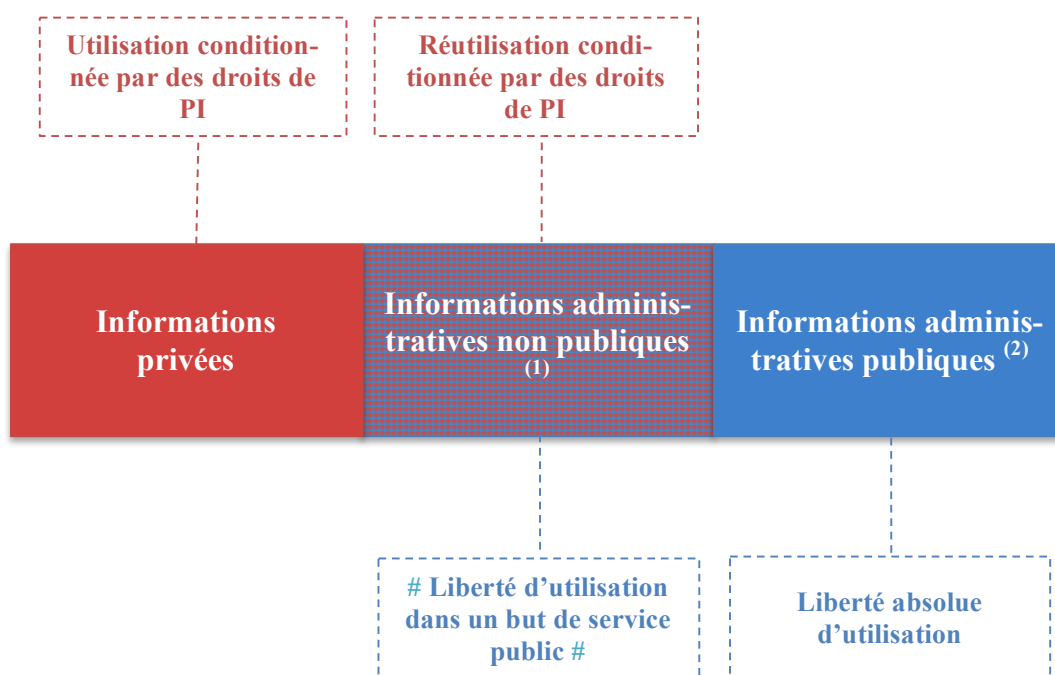 Utilisation condition-
née par des droits de
PI
Réutilisation condi-
tionnée par des droits
de PI
Informations
privées
Informations adminis-
tratives non publiques
(1)
Informations adminis-
tratives publiques (2)
# Liberté d’utilisation
dans un but de service
public #
Liberté absolue
d’utilisation